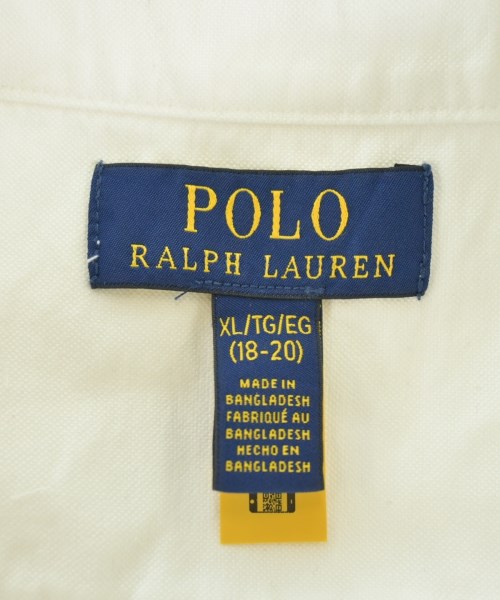 POLO
RALPH LAUREN
XL/TG/EG
(18-20)
MADE IN
BANGLADESH
FABRIQUÉ AU
BANGLADESH
HECHO EN
BANGLADESH